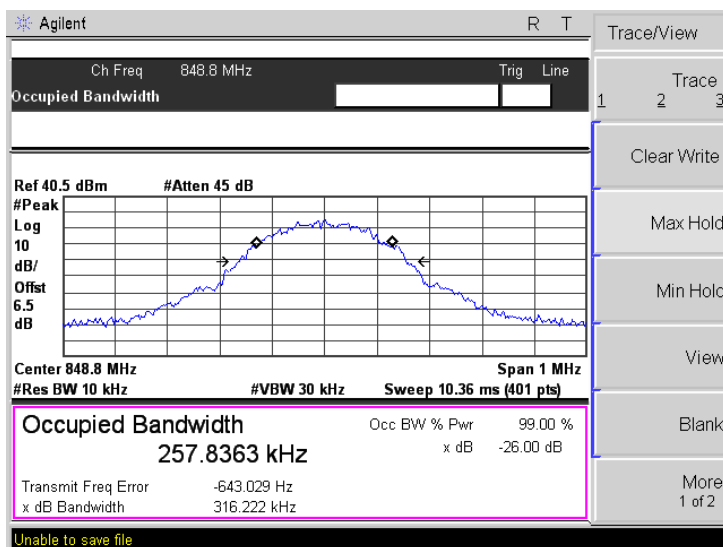 Agilent R T
Ch Freq 848.8 MHz Trig Line
Occupied Bandwidth
Ref 40.5 dBm #Atten 45 dB
#Peak
Log
10
dB/
Offst
6.5
dB
Center 848.8 MHz Span 1 MHz
#Res BW 10 kHz #VBW 30 kHz Sweep 10.36 ms (401 pts)
Occupied Bandwidth Occ BW % Pwr 99.00 %
257.8363 kHz x dB -26.00 dB
Transmit Freq Error -643.029 Hz
x dB Bandwidth 316.222 kHz
Unable to save file
Trace/View
Trace
1 2 3
Clear Write
Max Hold
Min Hold
View
Blank
More
1 of 2